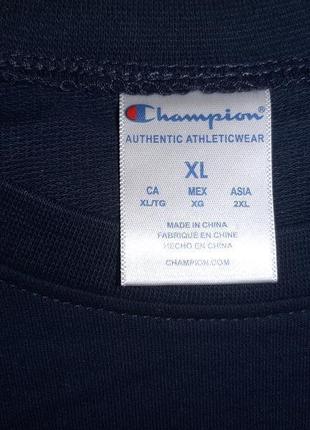 Champion®
AUTHENTIC ATHLETICWEAR
XL
CA MEX ASIA
XL/TG XG 2XL
MADE IN CHINA
FABRIQUÉ EN CHINE
HECHO EN CHINA
CHAMPION.COM